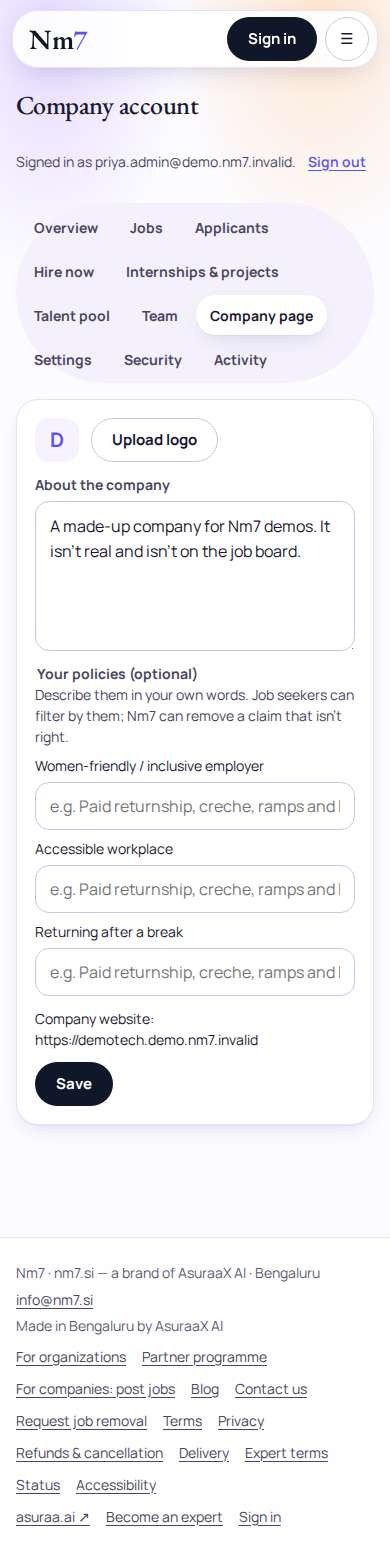 Nm7
Sign in
☰
Company account
Signed in as priya.admin@demo.nm7.invalid. Sign out
Overview Jobs Applicants
Hire now Internships & projects
Talent pool Team Company page
Settings Security Activity
D
Upload logo
About the company
A made-up company for Nm7 demos. It
isn't real and isn't on the job board.
Your policies (optional)
Describe them in your own words. Job seekers can
filter by them; Nm7 can remove a claim that isn't
right.
Women-friendly / inclusive employer
e.g. Paid returnship, creche, ramps and
Accessible workplace
e.g. Paid returnship, creche, ramps and
Returning after a break
e.g. Paid returnship, creche, ramps and
Company website:
https://demotech.demo.nm7.invalid
Save
Nm7 · nm7.si — a brand of AsuraaX AI · Bengaluru
info@nm7.si
Made in Bengaluru by AsuraaX AI
For organizations Partner programme
For companies: post jobs Blog Contact us
Request job removal Terms Privacy
Refunds & cancellation Delivery Expert terms
Status Accessibility
asuraa.ai ↗ Become an expert Sign in